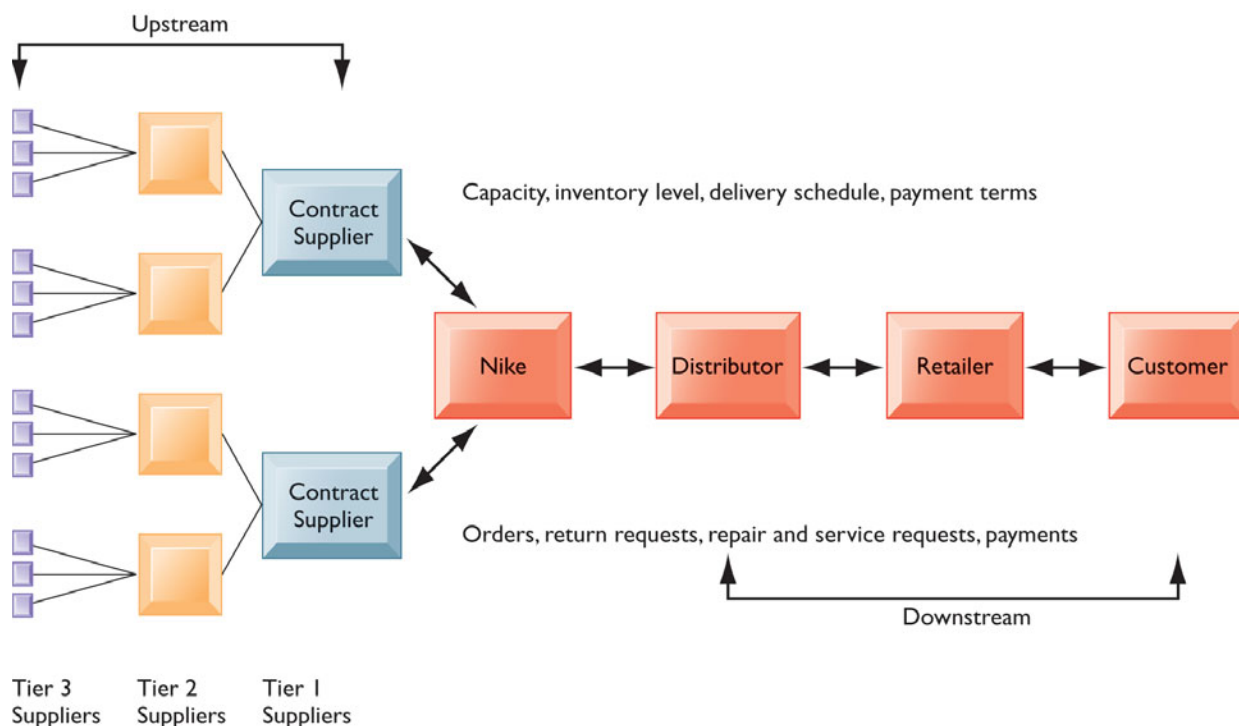 Upstream
Contract
Supplier
Capacity, inventory level, delivery schedule, payment terms
Nike
Distributor
Retailer
Customer
Contract
Supplier
Orders, return requests, repair and service requests, payments
Downstream
Tier 3
Suppliers
Tier 2
Suppliers
Tier 1
Suppliers